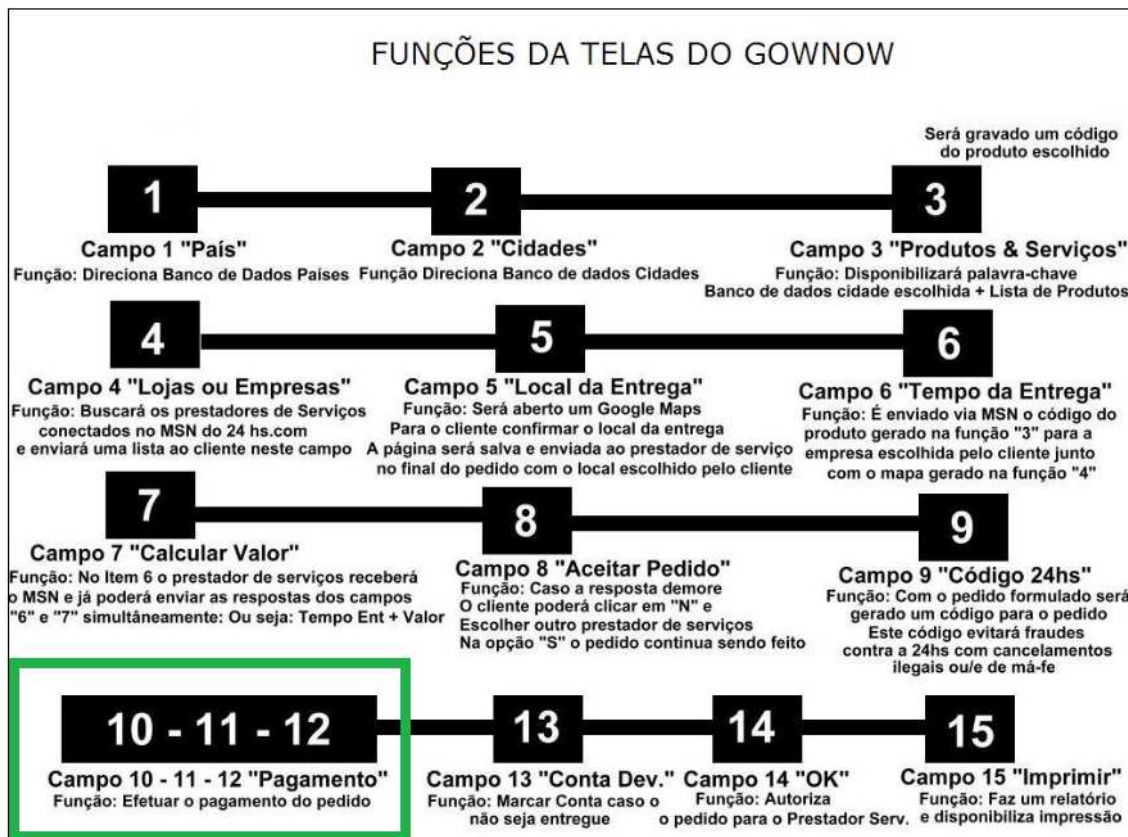 FUNÇÕES DA TELAS DO GOWNOW
Será gravado um código
do produto escolhido
1
2
3
Campo 1 "País"
Função: Direciona Banco de Dados Países
Campo 2 "Cidades"
Função Direciona Banco de dados Cidades
Campo 3 "Produtos & Serviços"
Função: Disponibilizará palavra-chave
Banco de dados cidade escolhida + Lista de Produtos
4
5
6
Campo 4 "Lojas ou Empresas"
Função: Buscará os prestadores de Serviços
conectados no MSN do 24 hs.com
e enviará uma lista ao cliente neste campo
Campo 5 "Local da Entrega"
Função: Será aberto um Google Maps
Para o cliente confirmar o local da entrega
A página será salva e enviada ao prestador de serviço
no final do pedido com o local escolhido pelo cliente
Campo 6 "Tempo da Entrega"
Função: É enviado via MSN o código do
produto gerado na função "3" para a
empresa escolhida pelo cliente junto
com o mapa gerado na função "4"
7
8
9
Campo 7 "Calcular Valor"
Função: No Item 6 o prestador de serviços receberá
o MSN e já poderá enviar as respostas dos campos
"6" e "7" simultâneamente: Ou seja: Tempo Ent + Valor
Campo 8 "Aceitar Pedido"
Função: Caso a resposta demore
O cliente poderá clicar em "N" e
Escolher outro prestador de serviços
Na opção "S" o pedido continua sendo feito
Campo 9 "Código 24hs"
Função: Com o pedido formulado será
gerado um código para o pedido
Este código evitará fraudes
contra a 24hs com cancelamentos
ilegais ou/e de má-fe
10 - 11 - 12
13
14
15
Campo 10 - 11 - 12 "Pagamento"
Função: Efetuar o pagamento do pedido
Campo 13 "Conta Dev."
Função: Marcar Conta caso o
não seja entregue
Campo 14 "OK"
Função: Autoriza
o pedido para o Prestador Serv.
Campo 15 "Imprimir"
Função: Faz um relatório
e disponibiliza impressão